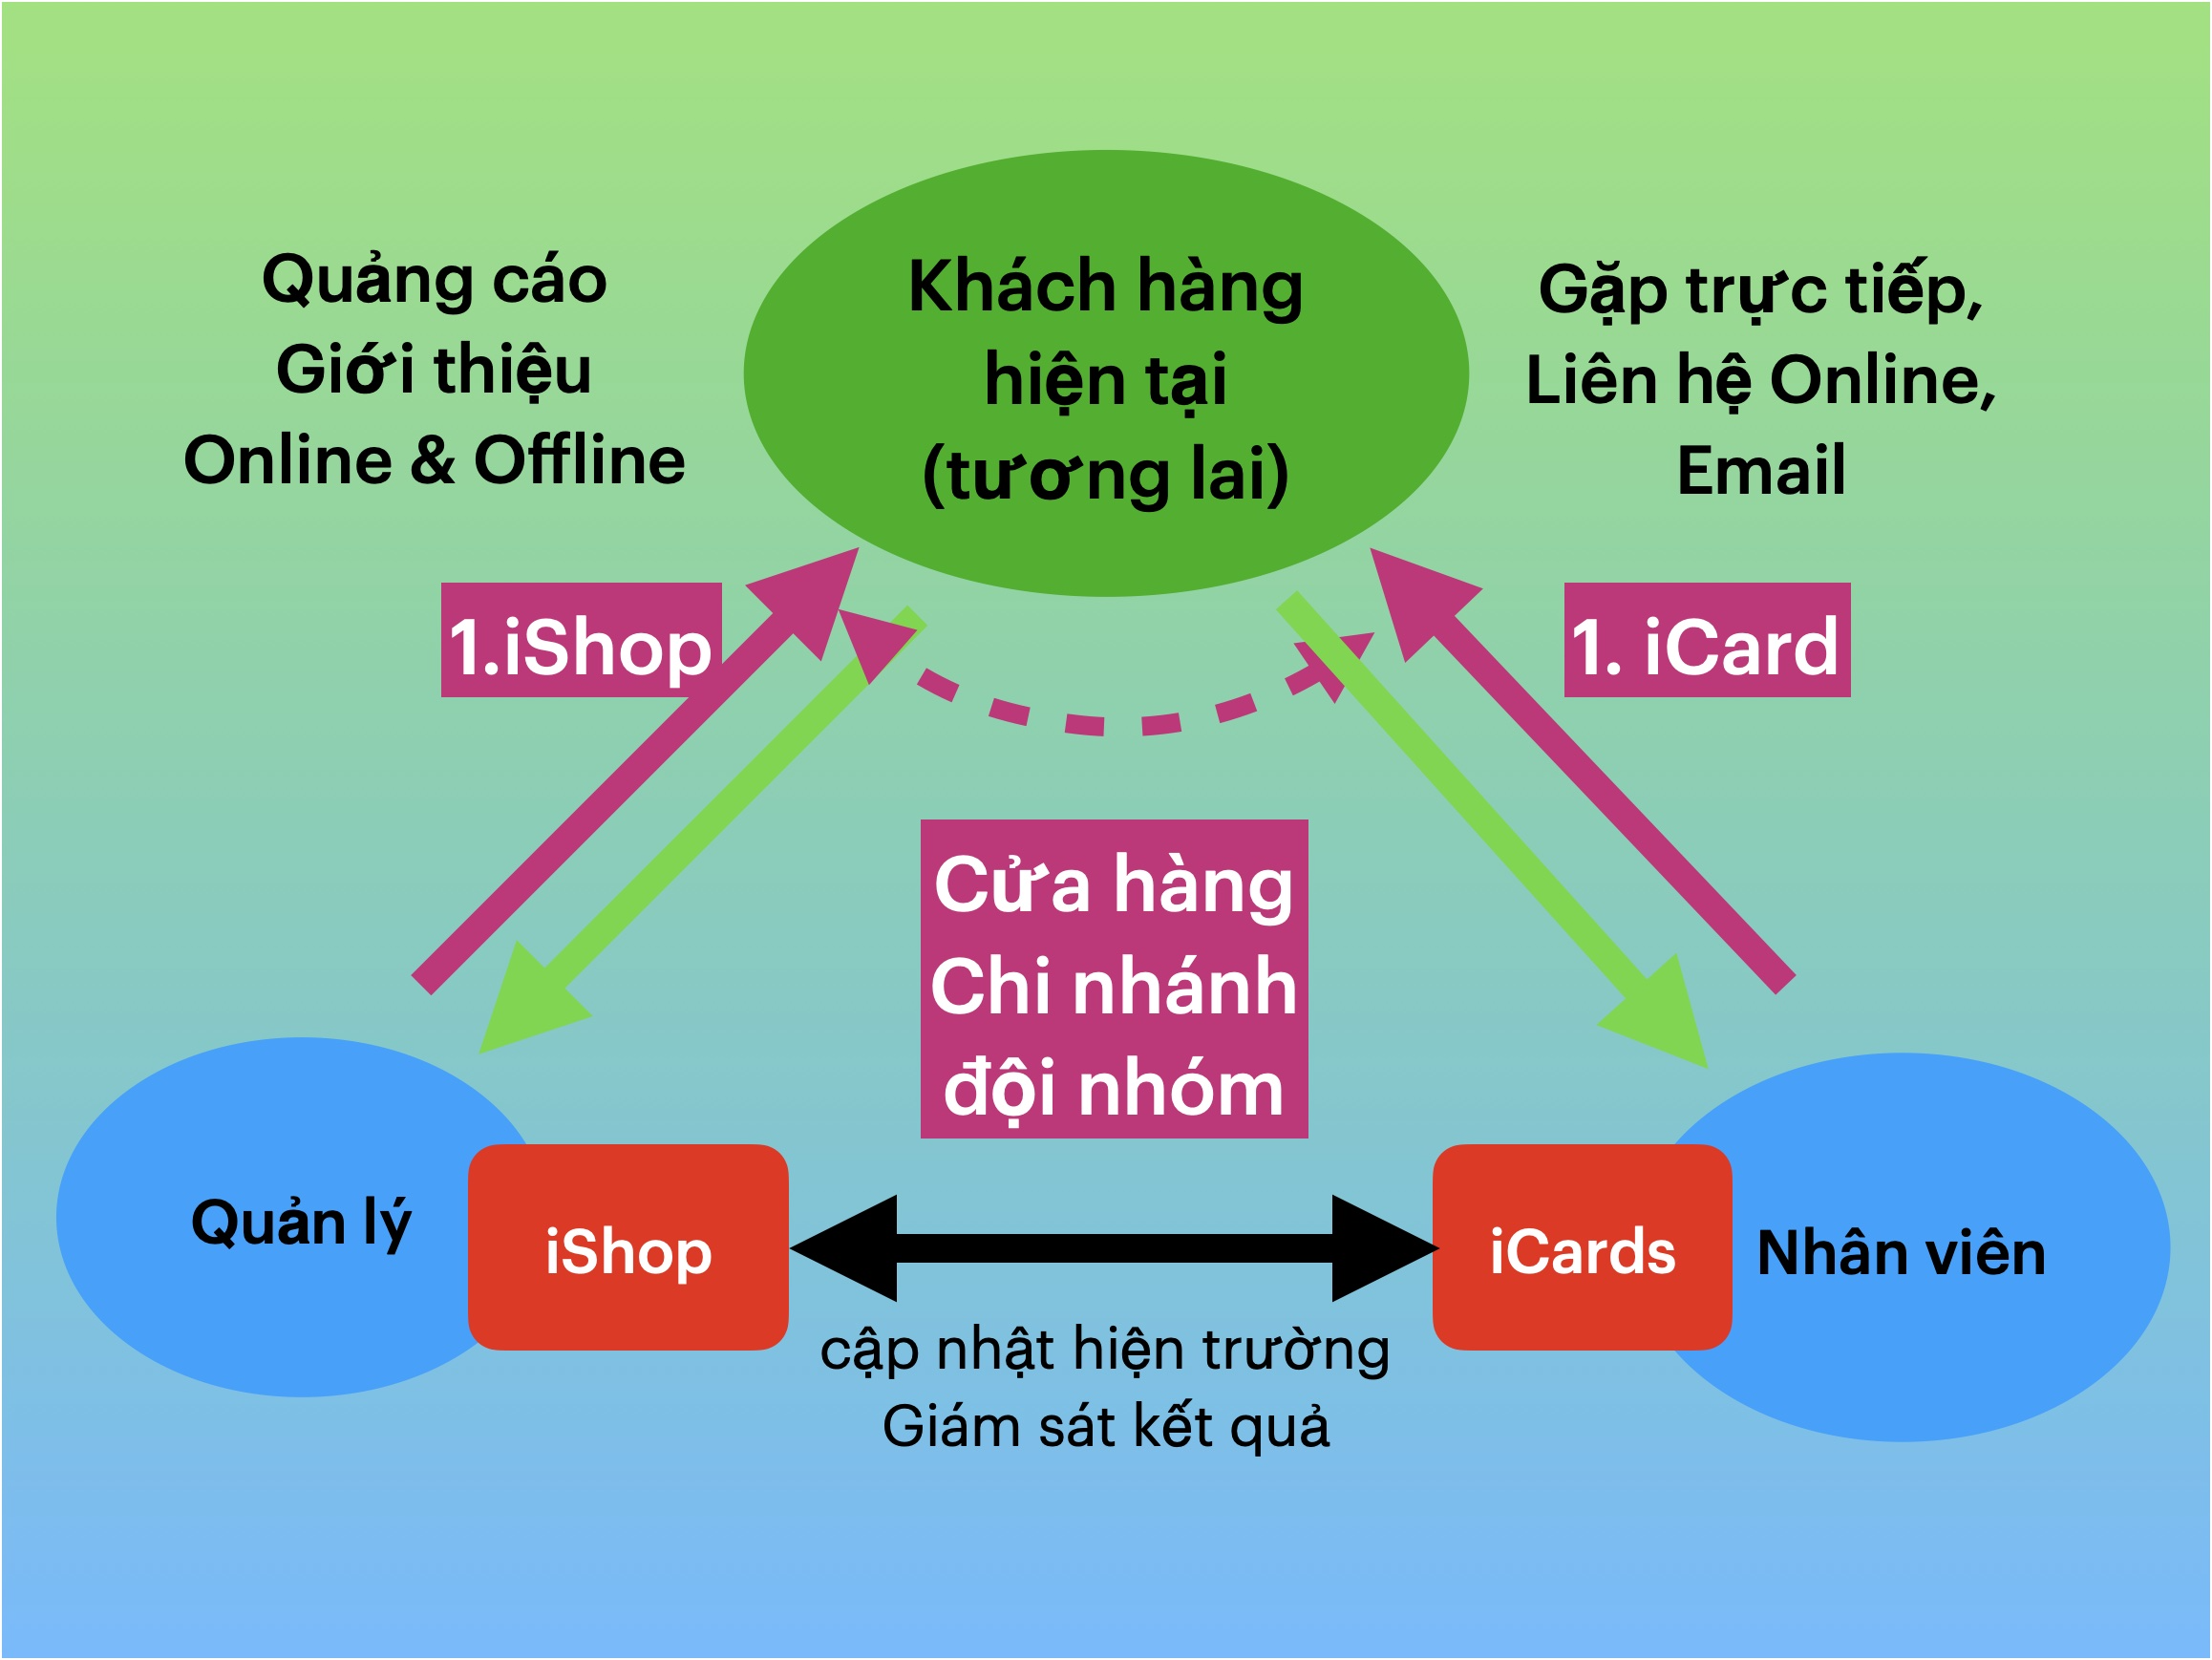 Quảng cáo
Giới thiệu
Online & Offline
Khách hàng
hiện tại
(tương lai)
Gặp trực tiếp,
Liên hệ Online,
Email
1.iShop
1. iCard
Cửa hàng
Chi nhánh
đội nhóm
Quản lý
iShop
iCards
Nhân viên
cập nhật hiện trường
Giám sát kết quả